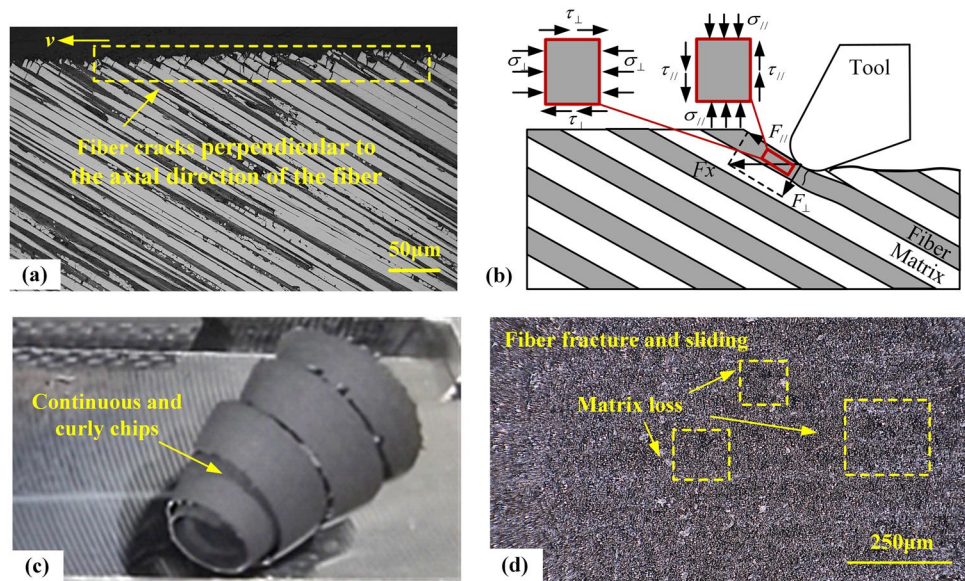 v
Fiber cracks perpendicular to
the axial direction of the fiber
50μm
(a)
τ⊥
σ⊥
σ⊥
τ⊥
σ//
τ//
τ//
σ//
Tool
F//
Fx
F⊥
Fiber
Matrix
(b)
Continuous and
curly chips
(c)
Fiber fracture and sliding
Matrix loss
250μm
(d)